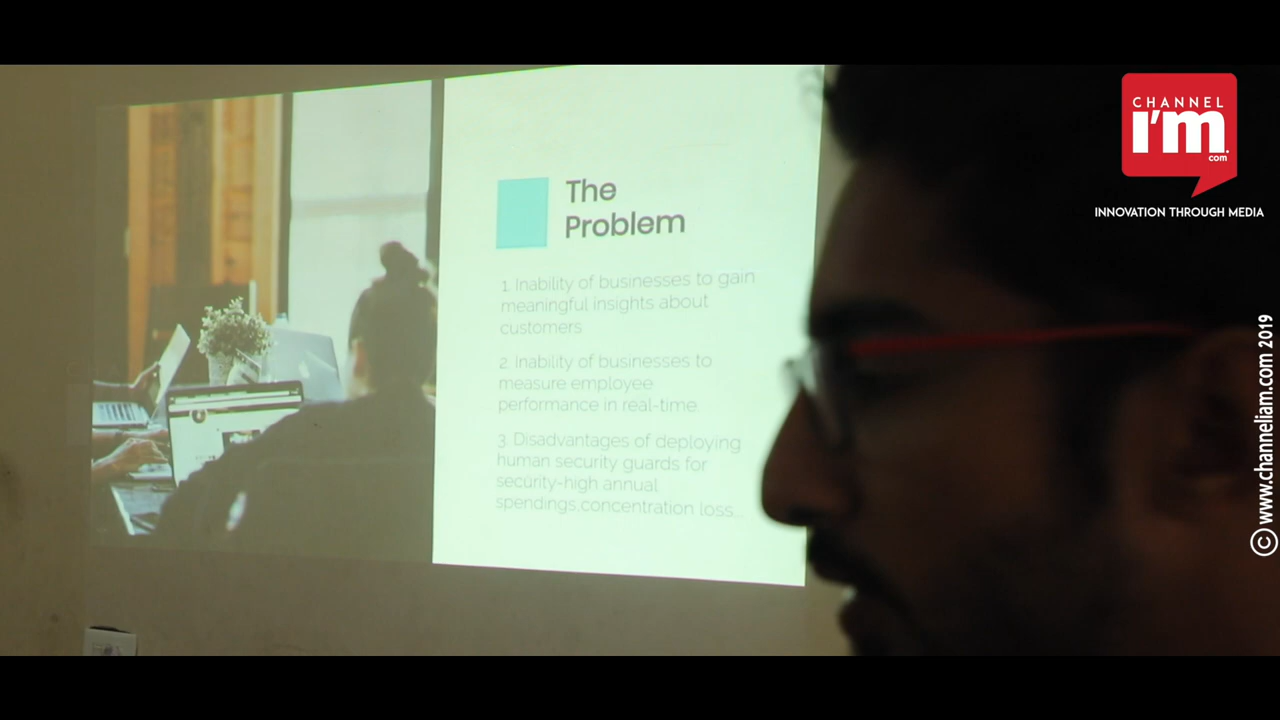 The
Problem
1. Inability of businesses to gain
meaningful insights about
customers
2. Inability of businesses to
measure employee
performance in real-time
3. Disadvantages of deploying
human security guards for
security-high annual
spendings,concentration loss...
CHANNEL
I'm.
com
INNOVATION THROUGH MEDIA
© www.channeliam.com 2019